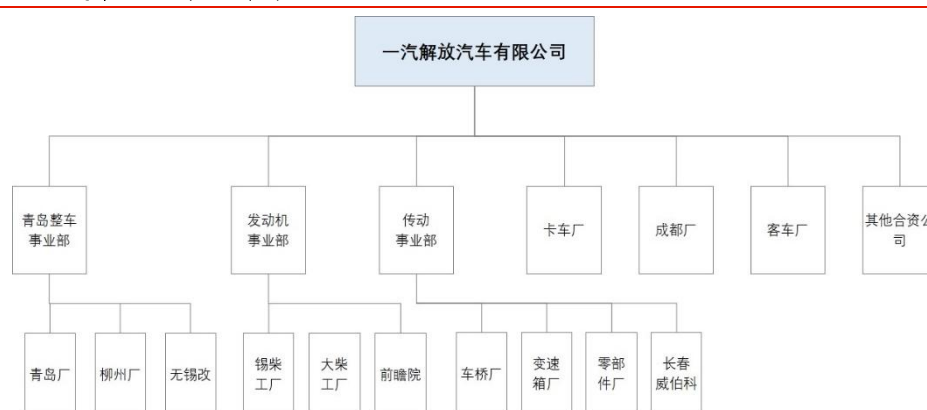 一汽解放汽车有限公司
青岛整车
事业部
发动机
事业部
传动
事业部
卡车厂
成都厂
客车厂
其他合资公
司
青岛厂
柳州厂
无锡改
锡柴
工厂
大柴
工厂
前瞻院
车桥厂
变速
箱厂
零部
件厂
长春
威伯科